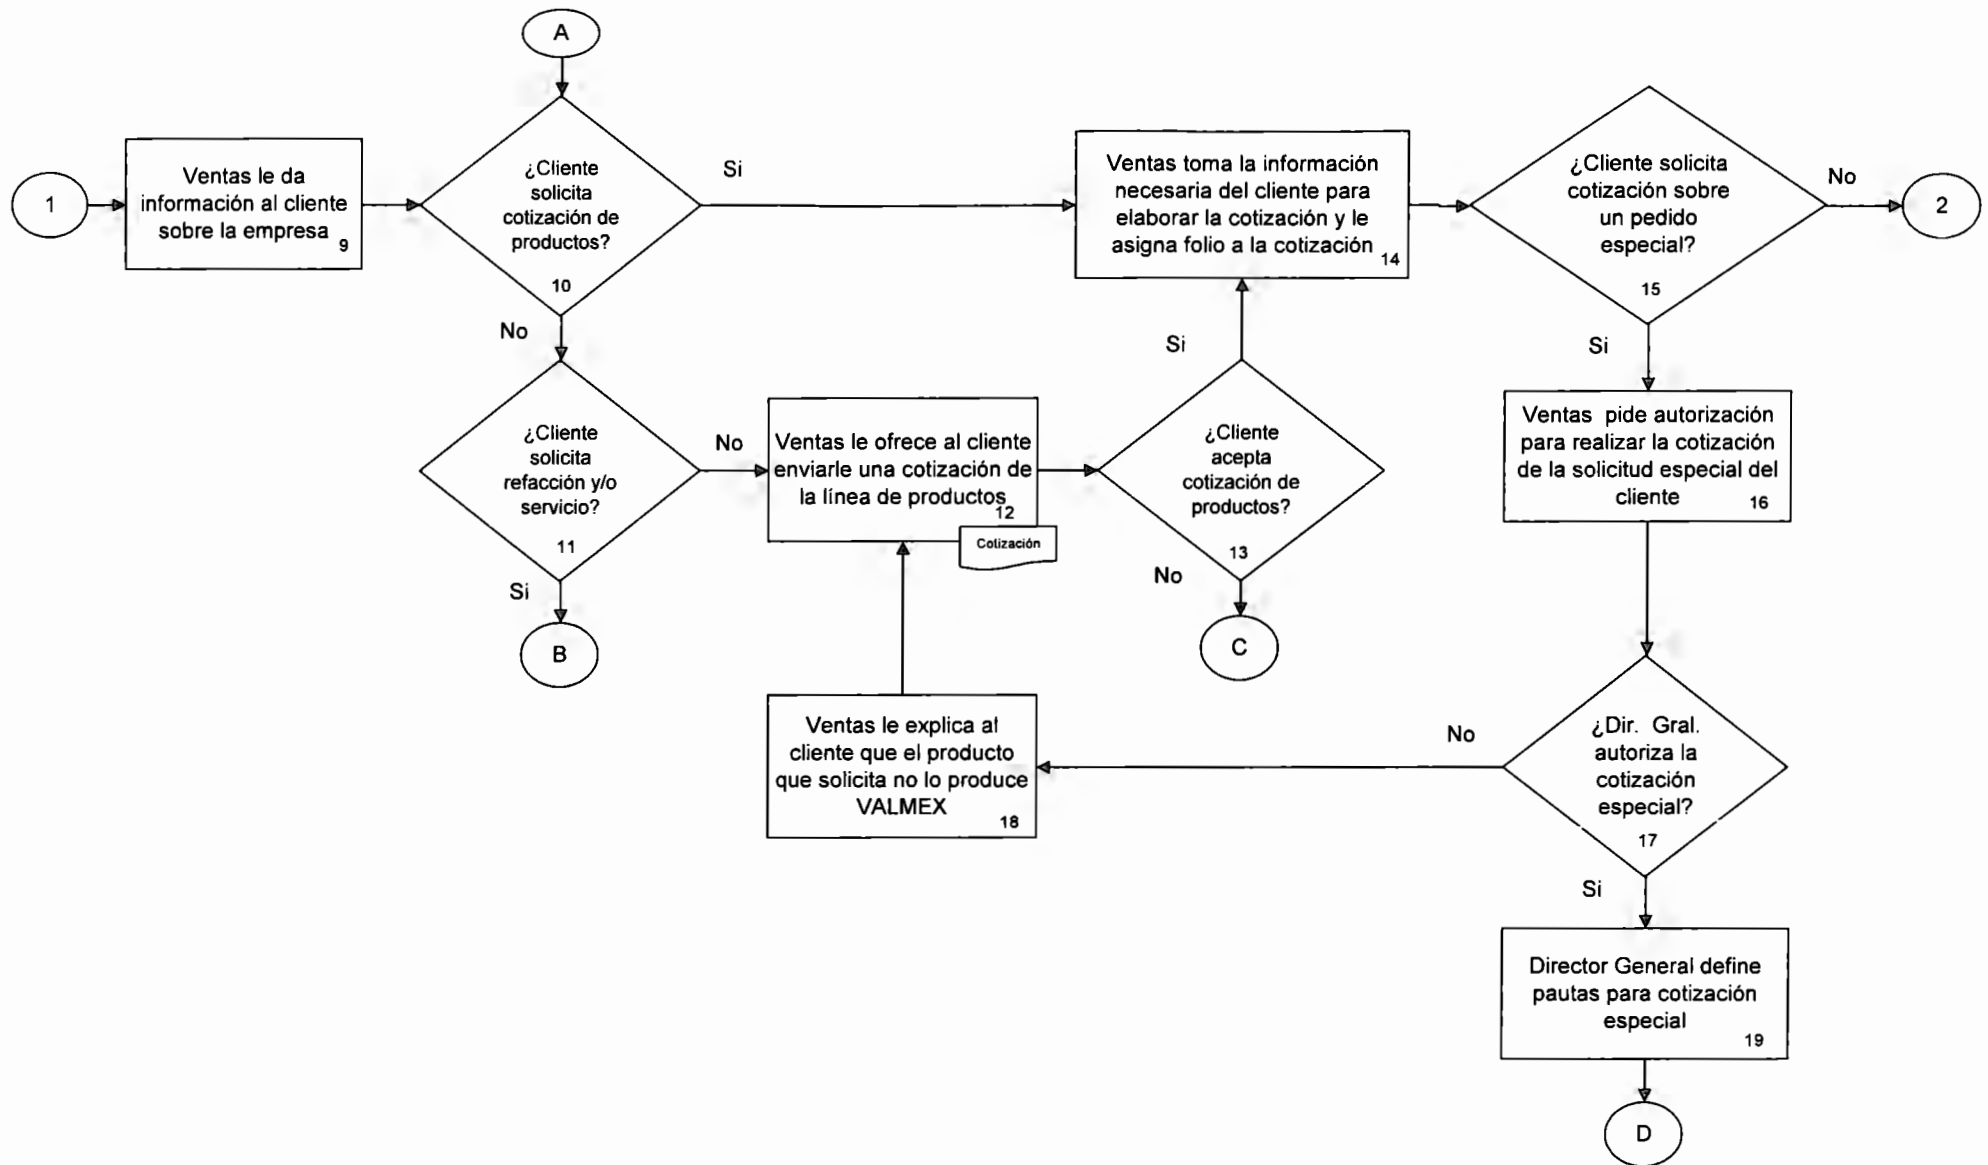 A
1
Ventas le da
información al cliente
sobre la empresa
9
¿Cliente
solicita
cotización de
productos?
10
Si
No
Ventas toma la información
necesaria del cliente para
elaborar la cotización y le
asigna folio a la cotización
14
¿Cliente solicita
cotización sobre
un pedido
especial?
15
No
2
Si
¿Cliente
solicita
refacción y/o
servicio?
11
No
Si
B
Ventas le ofrece al cliente
enviarle una cotización de
la línea de productos
12
Cotización
¿Cliente
acepta
cotización de
productos?
13
Si
No
C
Ventas pide autorización
para realizar la cotización
de la solicitud especial del
cliente
16
¿Dir. Gral.
autoriza la
cotización
especial?
17
No
Si
Ventas le explica al
cliente que el producto
que solicita no lo produce
VALMEX
18
Director General define
pautas para cotización
especial
19
D